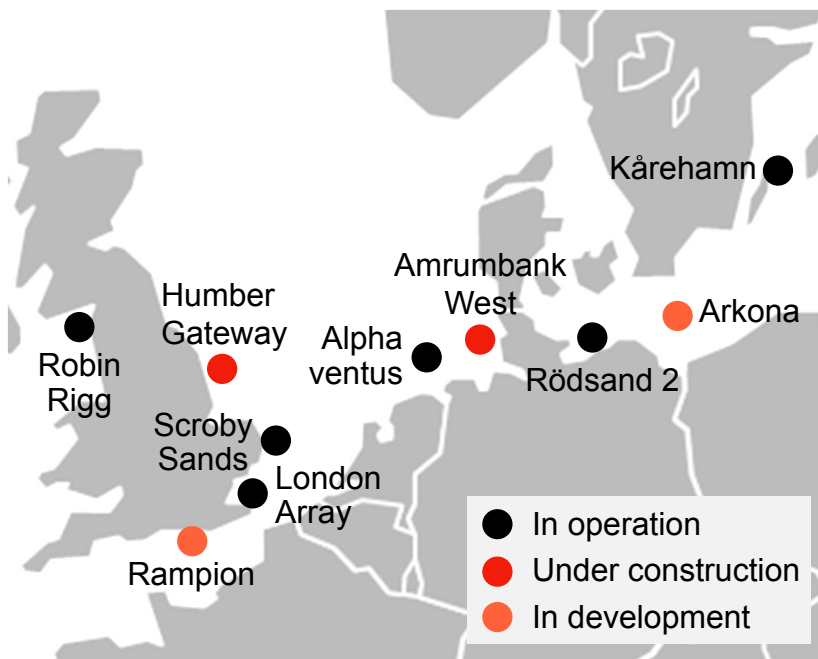 Kårehamn
Amrumbank
West
Humber
Gateway
Arkona
Alpha
ventus
Robin
Rigg
Rödsand 2
Scroby
Sands
London
Array
Rampion
In operation
Under construction
In development